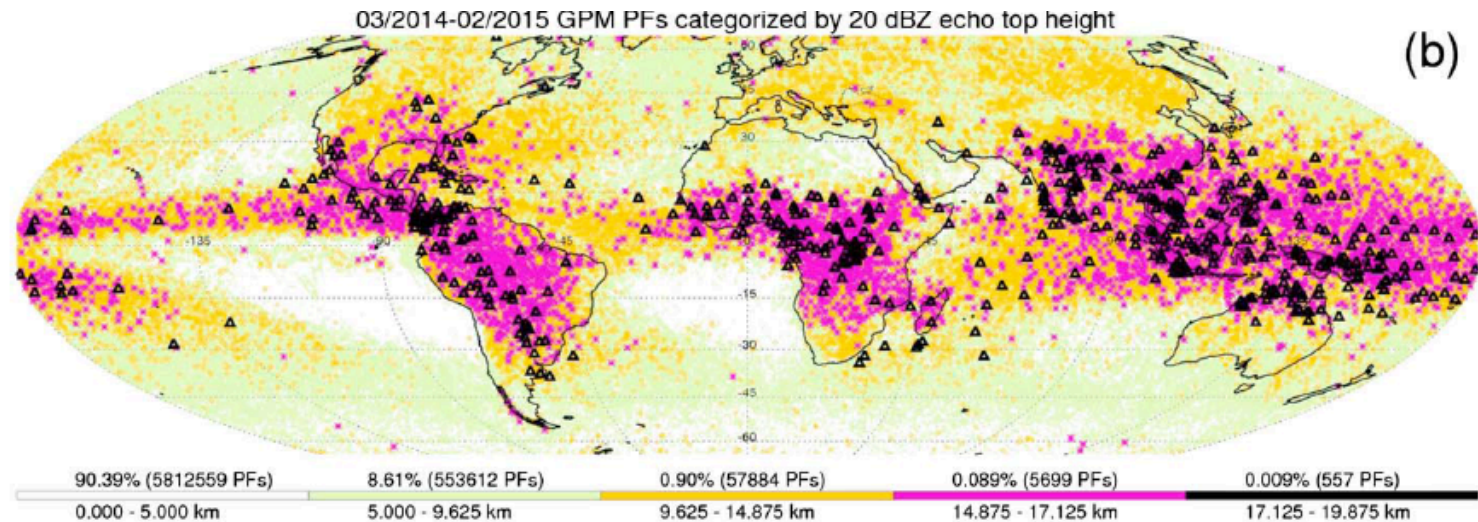 03/2014-02/2015 GPM PFs categorized by 20 dBZ echo top height
(b)
30
-135
-90
-45
-15
-30
-45
-60
90.39% (5812559 PFs) 8.61% (553612 PFs) 0.90% (57884 PFs) 0.089% (5699 PFs) 0.009% (557 PFs)
0.000 - 5.000 km 5.000 - 9.625 km 9.625 - 14.875 km 14.875 - 17.125 km 17.125 - 19.875 km